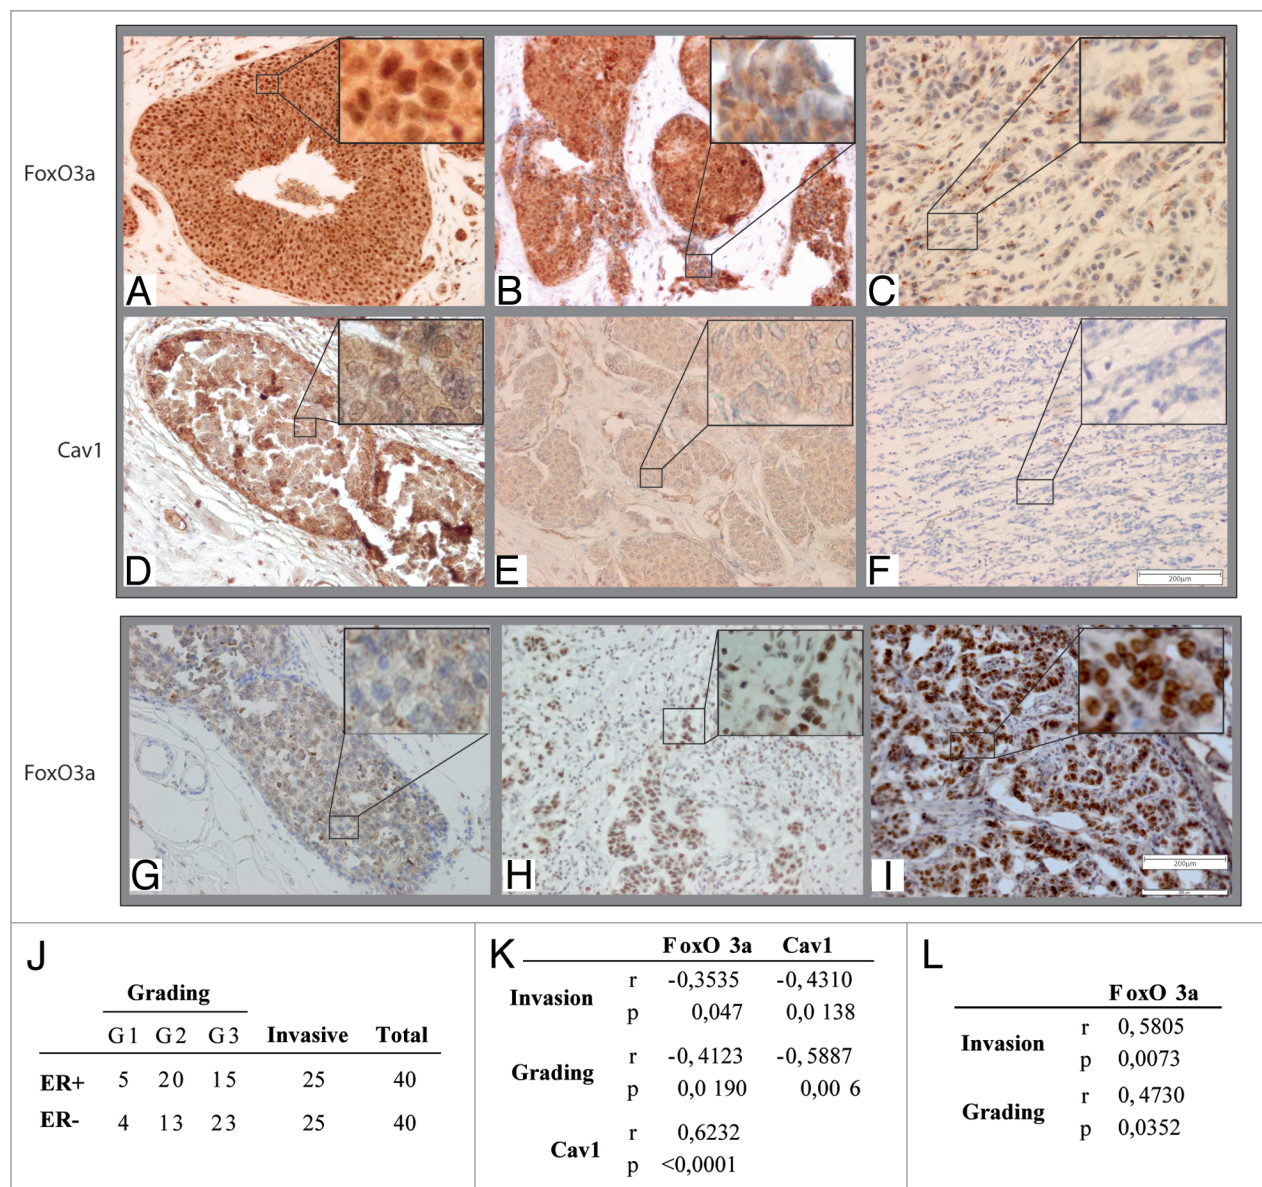 FoxO3a
A
B
C
Cav1
D
E
F
200µm
FoxO3a
G
H
I
200µm
J
Grading
G1 G2 G3 Invasive Total
ER+ 5 20 15 25 40
ER- 4 13 23 25 40
K
FoxO 3a Cav1
Invasion r -0,3535 -0, 4310
p 0,047 0,0 138
Grading r -0, 4123 -0, 5887
p 0,0 190 0,00 6
Cav1 r 0,6232
p <0,0001
L
FoxO 3a
Invasion r 0, 5805
p 0,0073
Grading r 0, 4730
p 0,0352